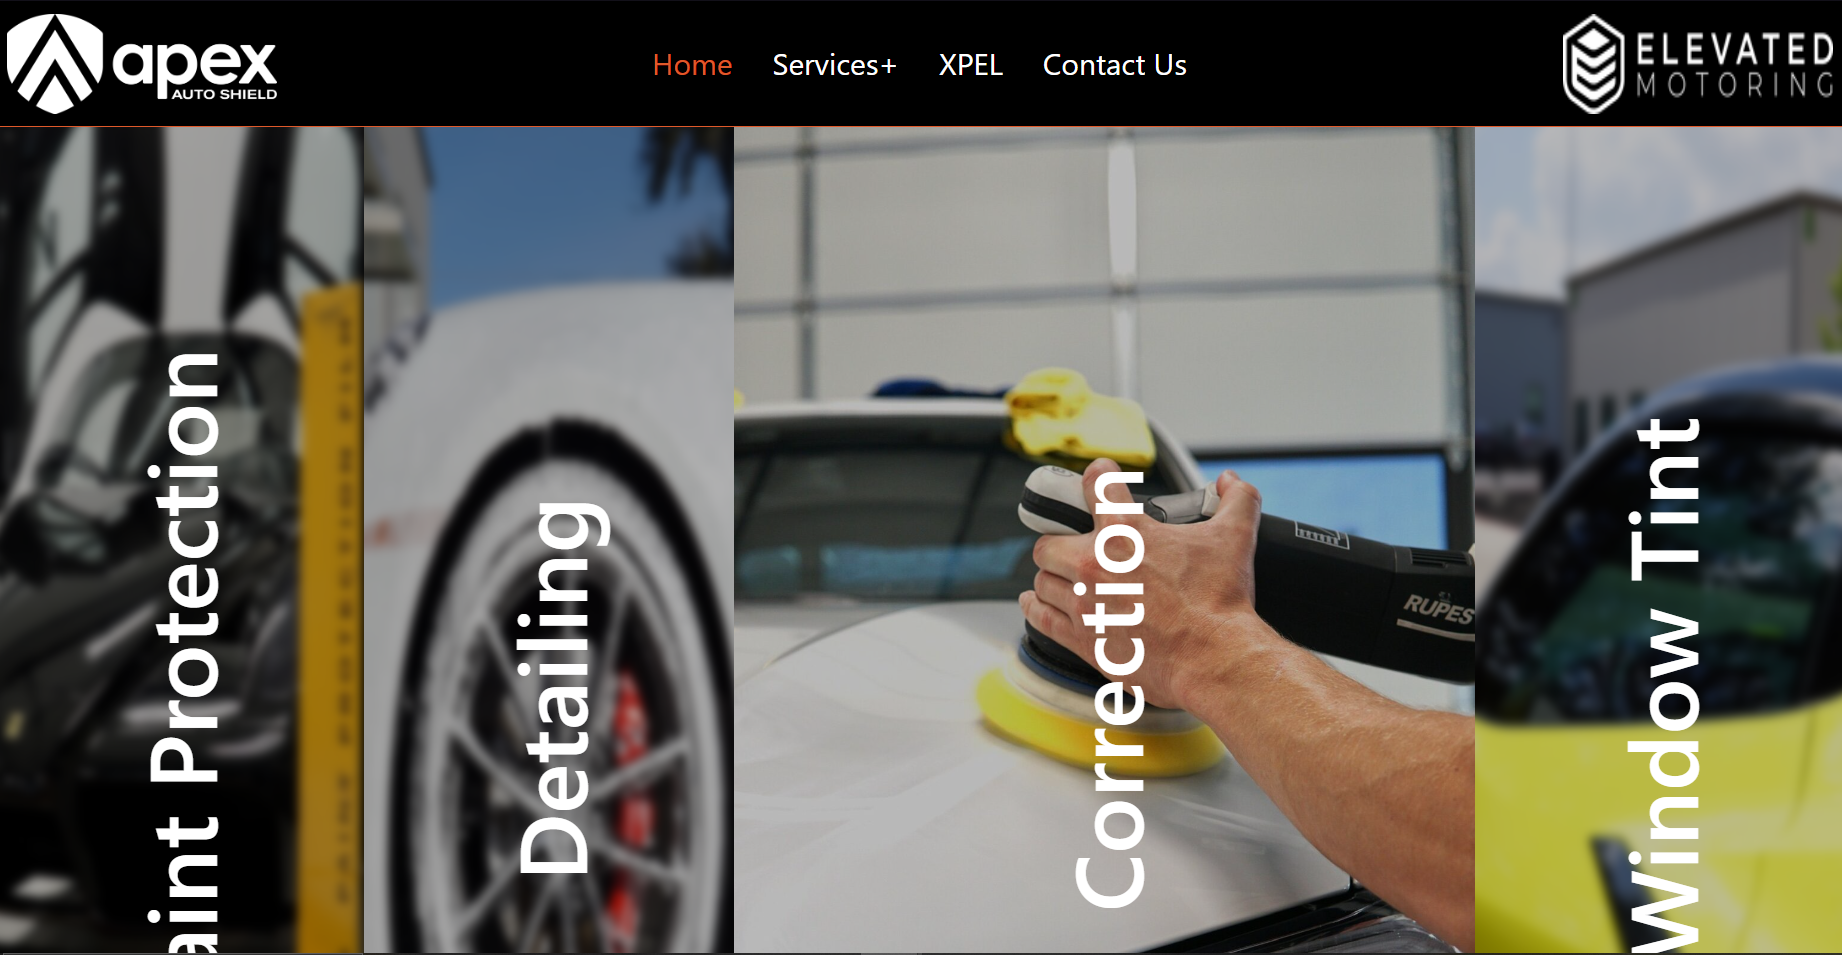 apex
AUTO SHIELD
Home Services+ XPEL Contact Us
ELEVATED
MOTORING
aint Protection
Detailing
Correction
RUPES
Window Tint